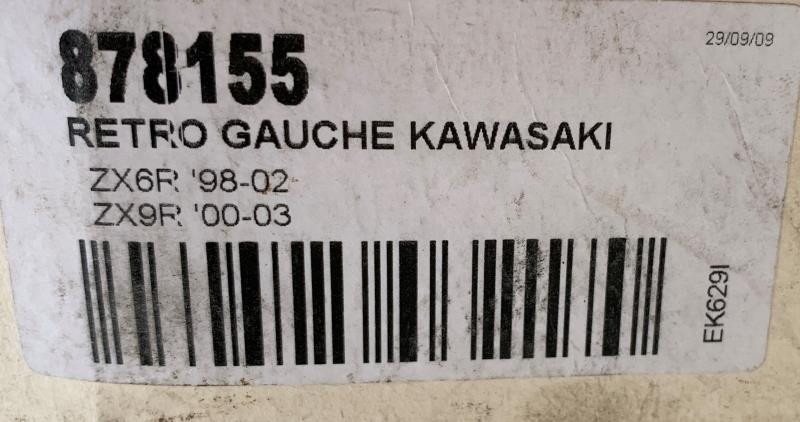 878155
29/09/09
RETRO GAUCHE KAWASAKI
ZX6R '98-02
ZX9R '00-03
EK629I